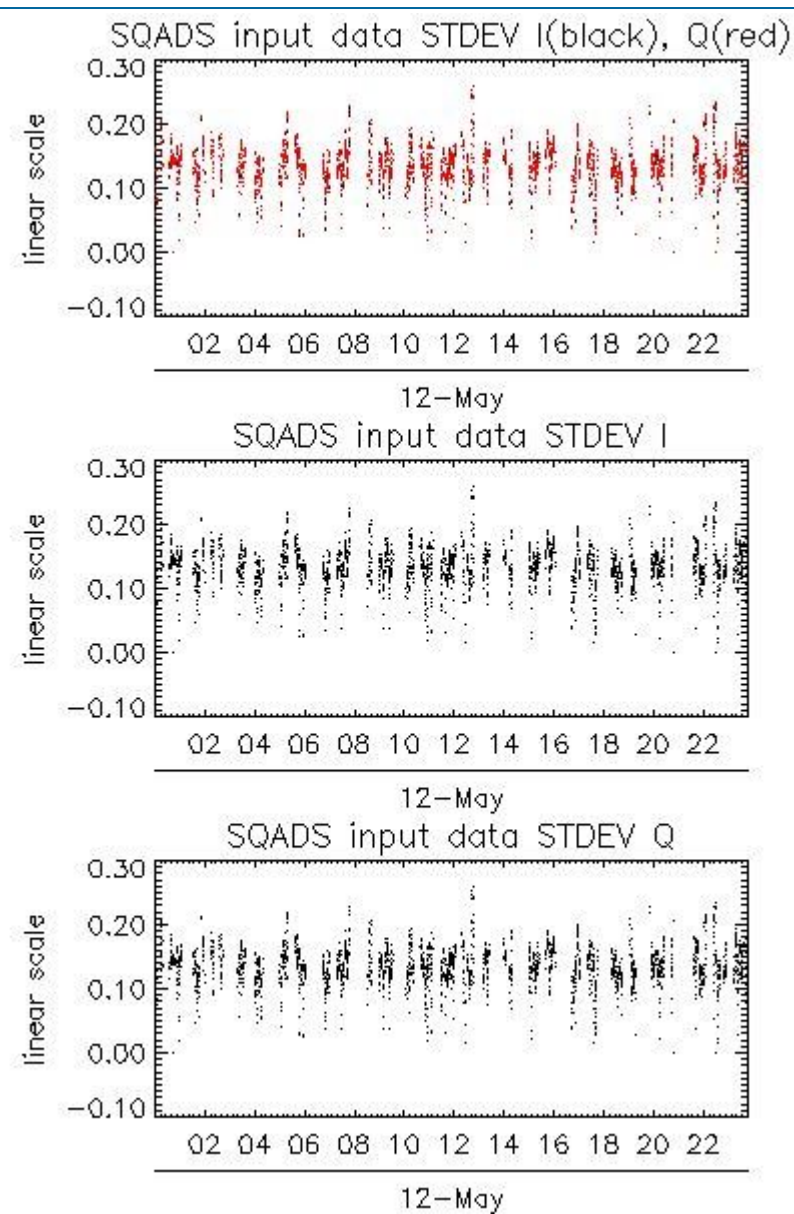 SQADS input data STDEV I(black), Q(red)
0.30
0.20
0.10
0.00
-0.10
linear scale
02 04 06 08 10 12 14 16 18 20 22
12-May
SQADS input data STDEV I
0.30
0.20
0.10
0.00
-0.10
linear scale
02 04 06 08 10 12 14 16 18 20 22
12-May
SQADS input data STDEV Q
0.30
0.20
0.10
0.00
-0.10
linear scale
02 04 06 08 10 12 14 16 18 20 22
12-May